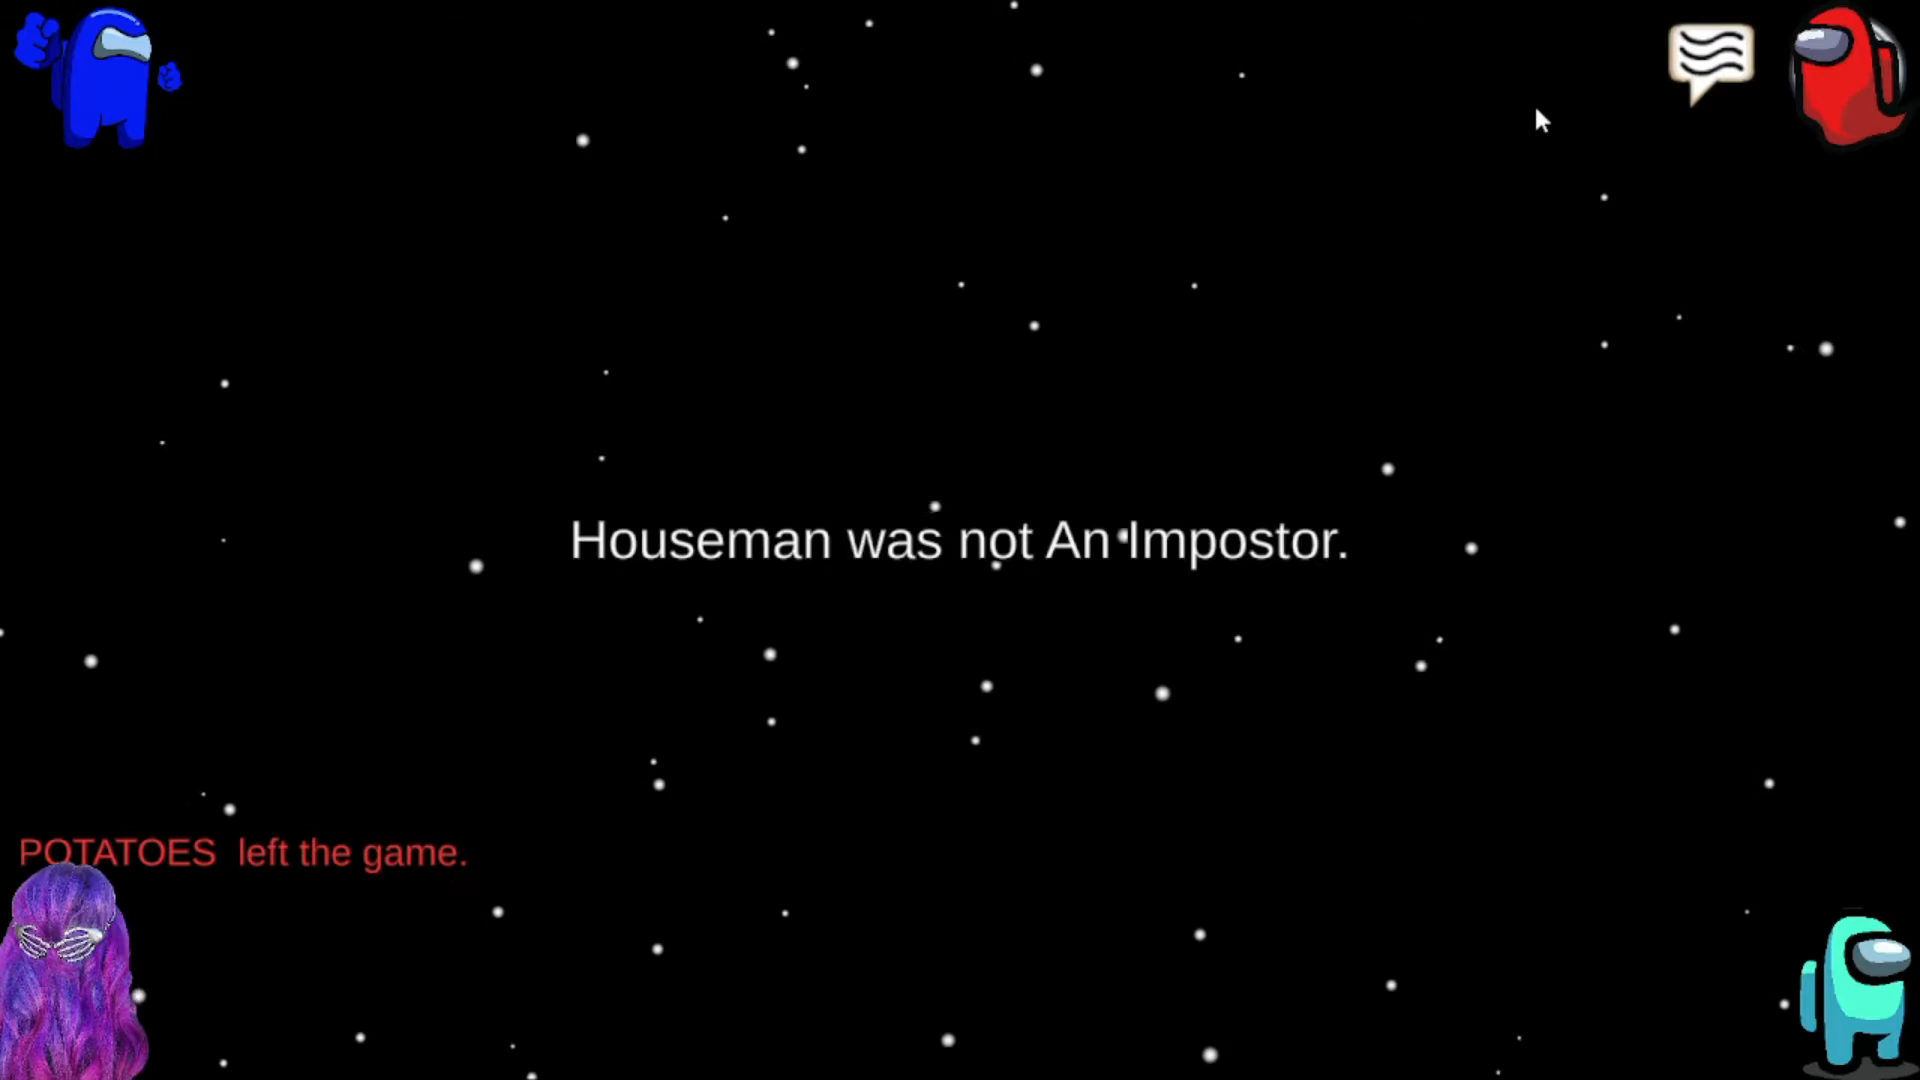 Houseman was not An Impostor.
POTATOES left the game.